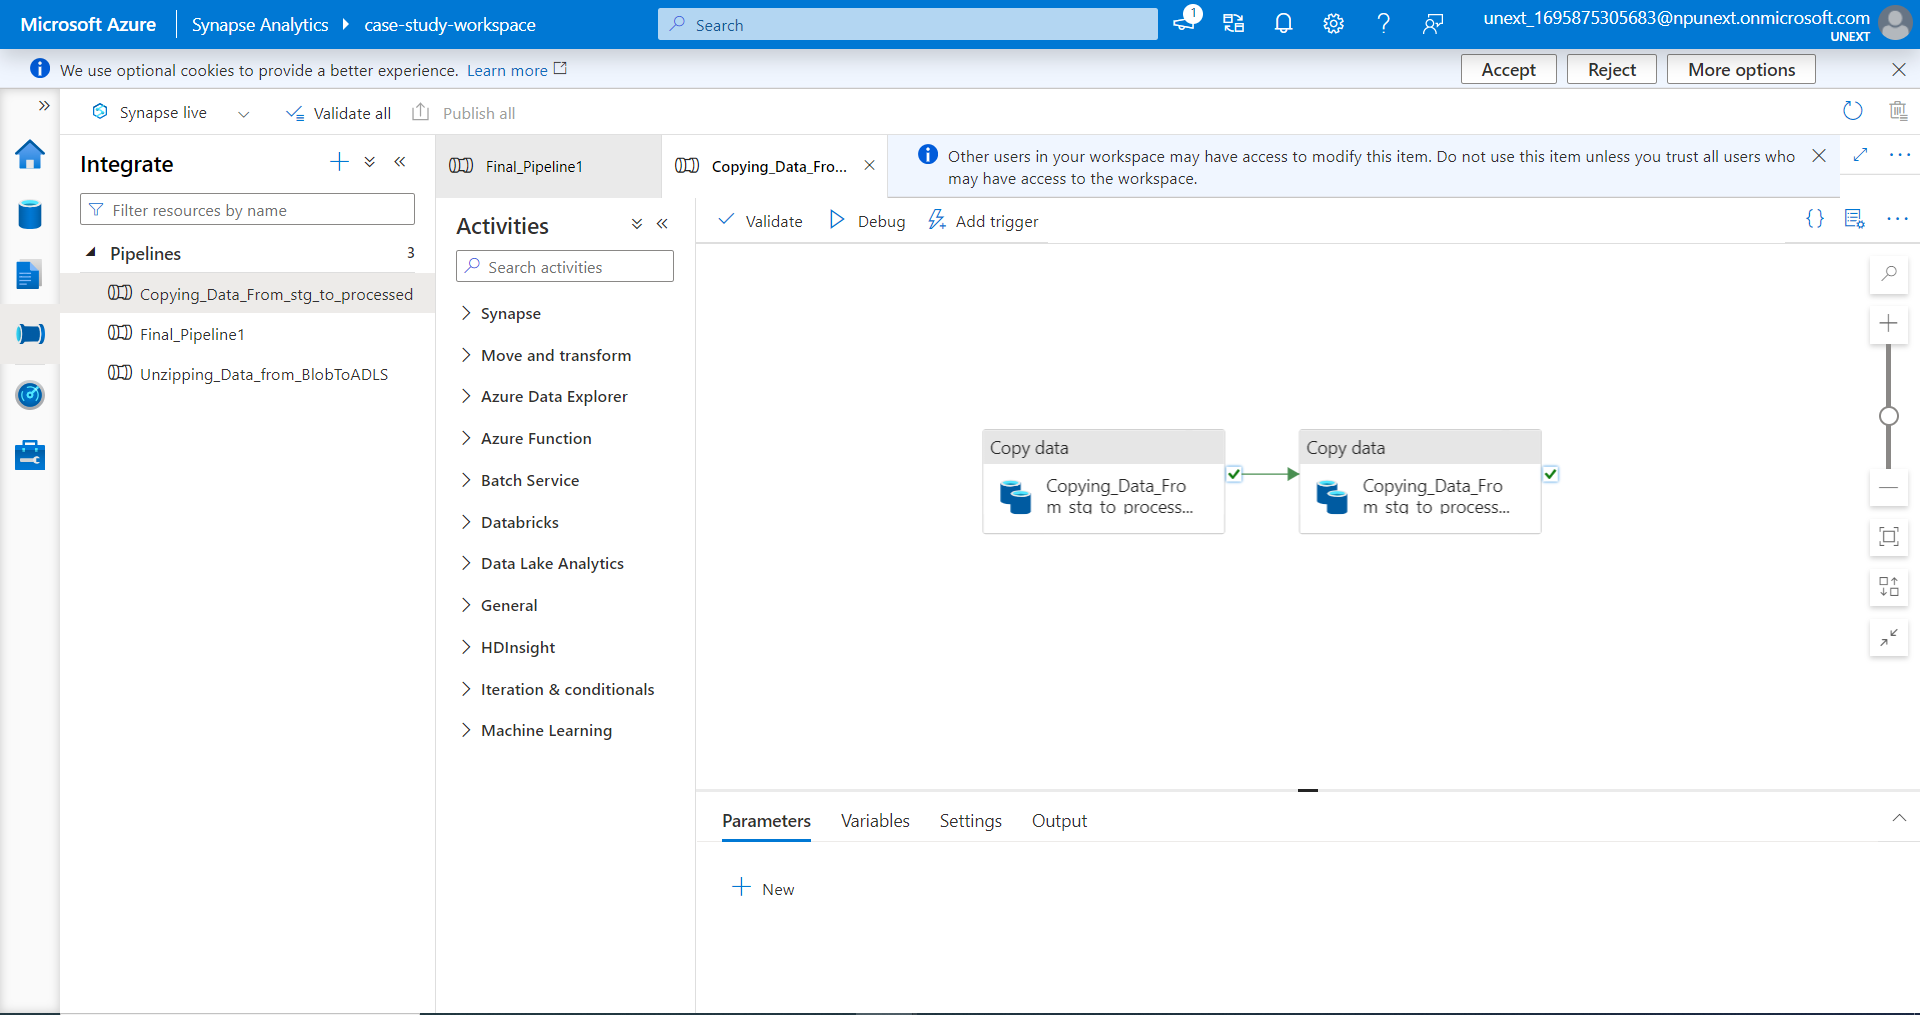 Microsoft Azure
Synapse Analytics
case-study-workspace
Search
1
unext_1695875305683@npunext.onmicrosoft.com
UNEXT
We use optional cookies to provide a better experience. Learn more
Accept
Reject
More options
Synapse live
Validate all
Publish all
Integrate
Filter resources by name
Pipelines
3
Copying_Data_From_stg_to_processed
Final_Pipeline1
Unzipping_Data_from_BlobToADLS
Final_Pipeline1
Copying_Data_Fro...
Other users in your workspace may have access to modify this item. Do not use this item unless you trust all users who
may have access to the workspace.
Activities
Search activities
Synapse
Move and transform
Azure Data Explorer
Azure Function
Batch Service
Databricks
Data Lake Analytics
General
HDInsight
Iteration & conditionals
Machine Learning
Validate
Debug
Add trigger
Copy data
Copying_Data_Fro
m_stg_to_process...
Copy data
Copying_Data_Fro
m_stg_to_process...
Parameters
Variables
Settings
Output
New